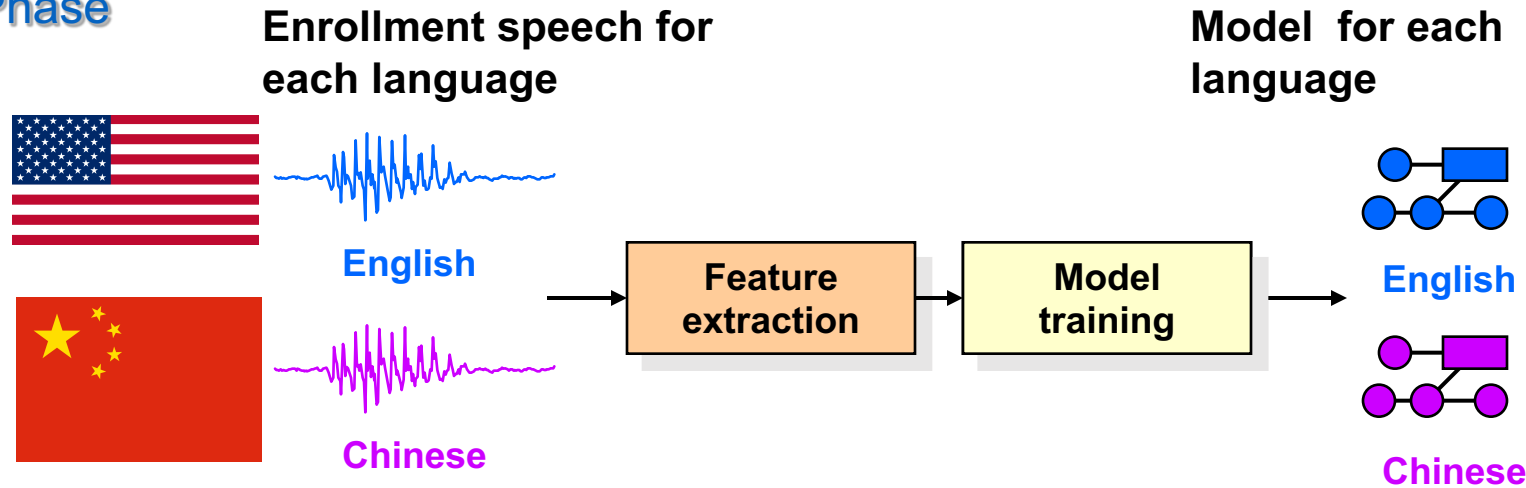 Phase
Enrollment speech for
each language
Model for each
language
English
Chinese
Feature
extraction
Model
training
English
Chinese